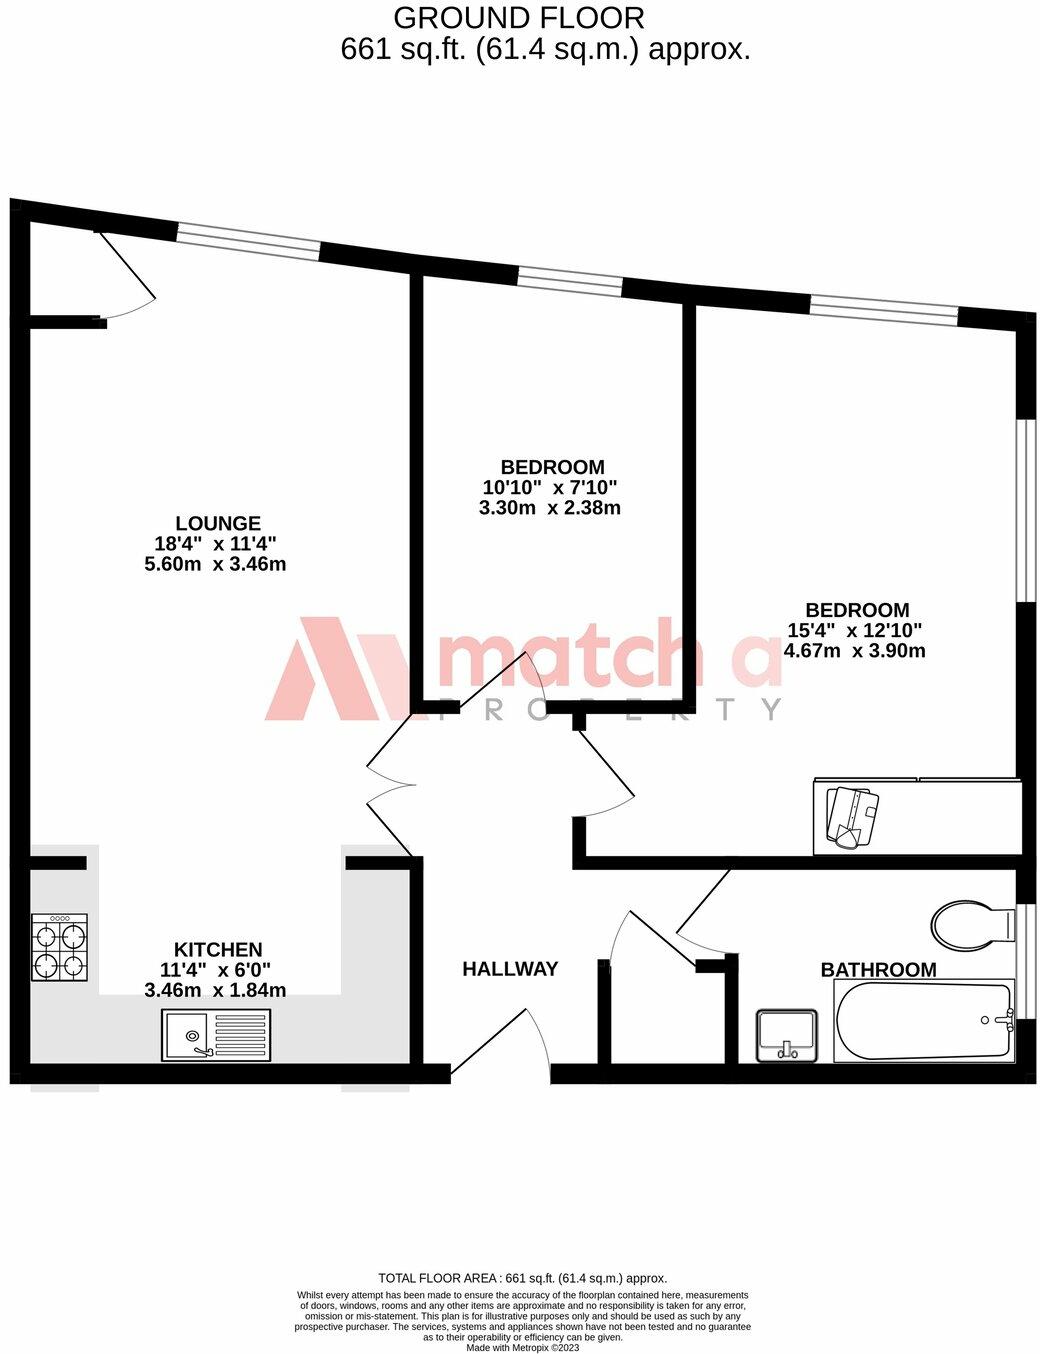 GROUND FLOOR
661 sq.ft. (61.4 sq.m.) approx.
BEDROOM
10'10" x 7'10"
3.30m x 2.38m
LOUNGE
18'4" x 11'4"
5.60m x 3.46m
BEDROOM
15'4" x 12'10"
4.67m x 3.90m
match a
PROPERTY
KITCHEN
11'4" x 6'0"
3.46m x 1.84m
HALLWAY
BATHROOM
TOTAL FLOOR AREA : 661 sq.ft. (61.4 sq.m.) approx.
Whilst every attempt has been made to ensure the accuracy of the floorplan contained here, measurements
of doors, windows, rooms and any other items are approximate and no responsibility is taken for any error,
omission or mis-statement. This plan is for illustrative purposes only and should be used as such by any
prospective purchaser. The services, systems and appliances shown have not been tested and no guarantee
as to their operability or efficiency can be given.
Made with Metropix ©2023